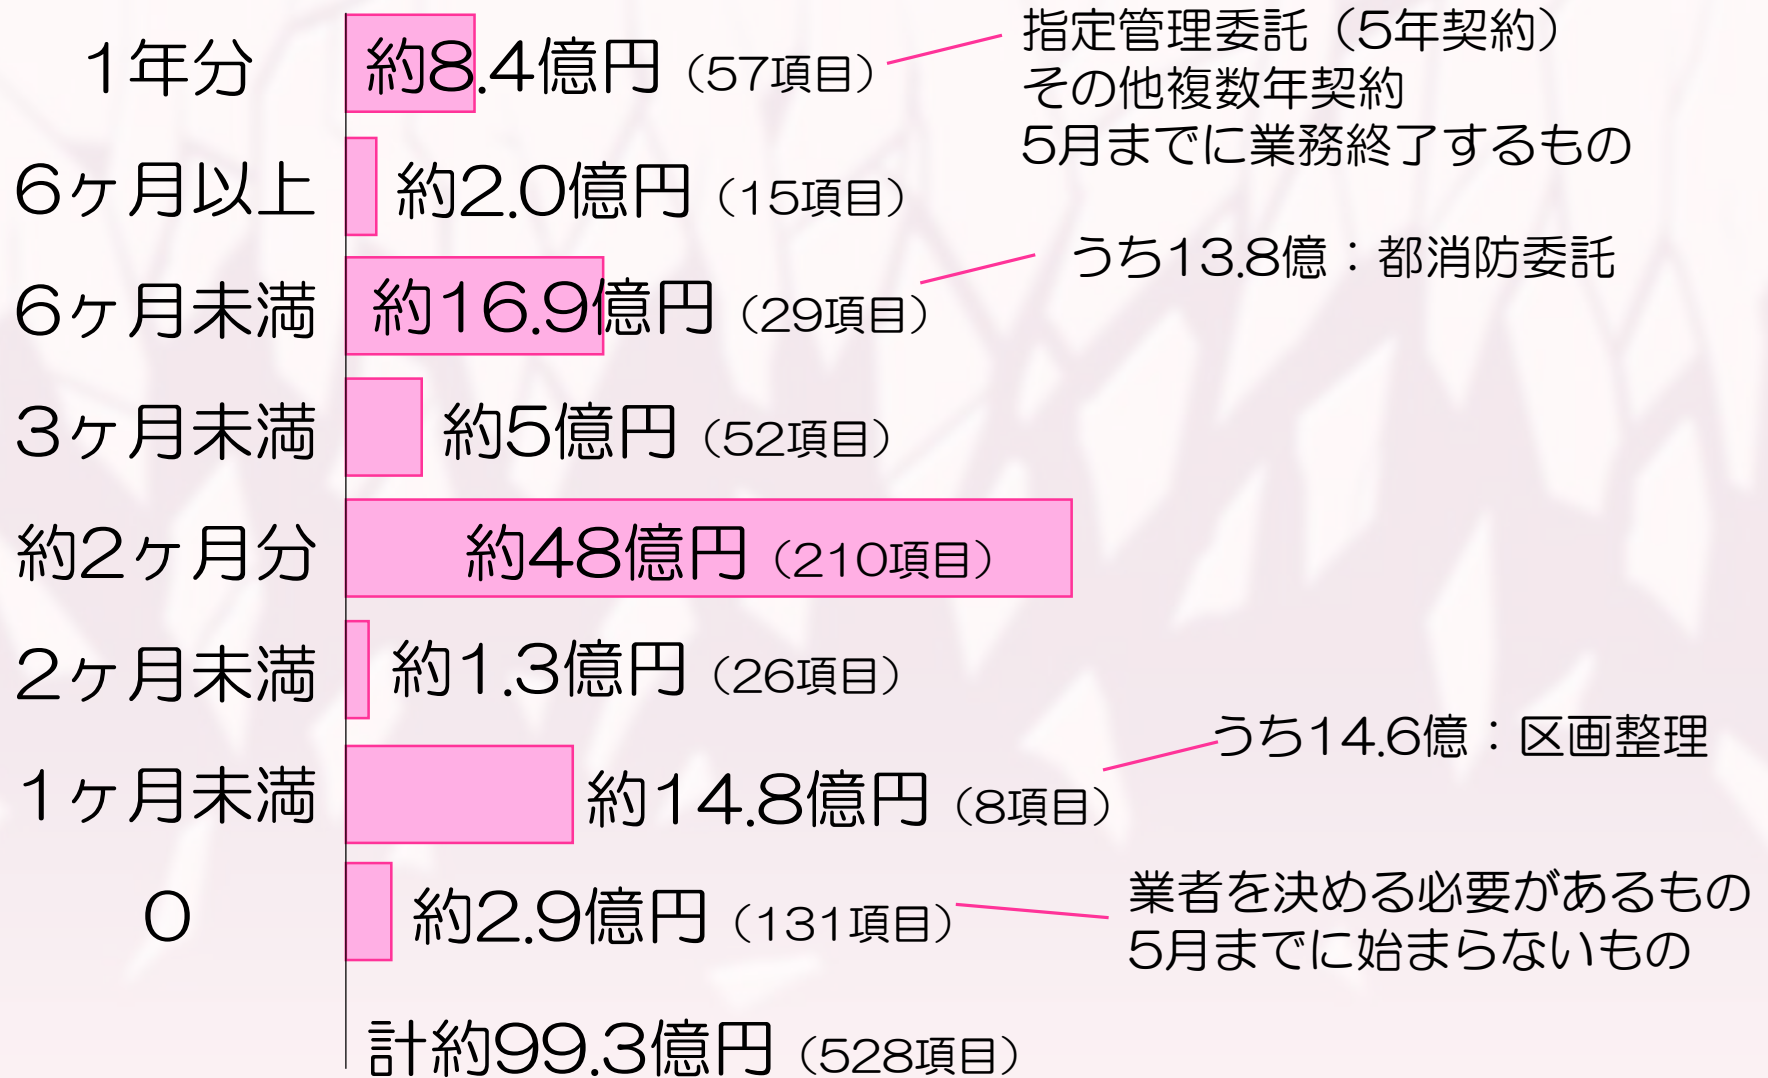 1年分
約8.4億円（57項目）
指定管理委託（5年契約）
その他複数年契約
5月までに業務終了するもの
6ヶ月以上
約2.0億円（15項目）
6ヶ月未満
約16.9億円（29項目）
うち13.8億：都消防委託
3ヶ月未満
約5億円（52項目）
約2ヶ月分
約48億円（210項目）
2ヶ月未満
約1.3億円（26項目）
1ヶ月未満
約14.8億円（8項目）
うち14.6億：区画整理
0
約2.9億円（131項目）
業者を決める必要があるもの
5月までに始まらないもの
計約99.3億円（528項目）